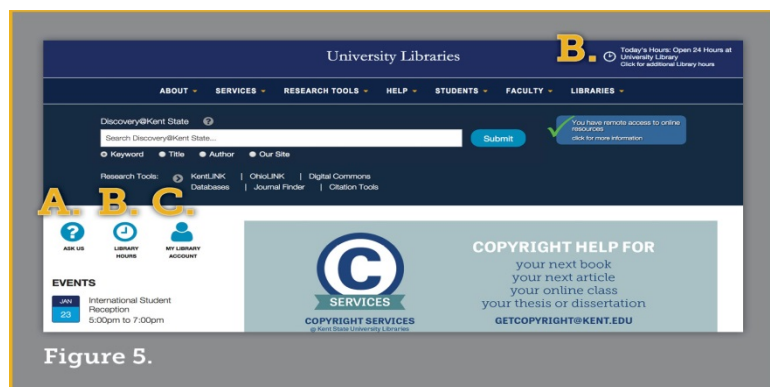 University Libraries
B.
Today's Hours: Open 24 Hours at
University Library
Click for additional Library hours
ABOUT SERVICES RESEARCH TOOLS HELP STUDENTS FACULTY LIBRARIES
Discovery@Kent State ?
Search Discovery@Kent State...
Submit
You have remote access to online
resources
click for more information
Keyword Title Author Our Site
Research Tools: KentLINK | OhioLINK | Digital Commons
Databases | Journal Finder | Citation Tools
A. B. C.
?
ASK US
LIBRARY
HOURS
MY LIBRARY
ACCOUNT
EVENTS
JAN
23
International Student
Reception
5:00pm to 7:00pm
C
SERVICES
COPYRIGHT SERVICES
@ Kent State University Libraries
COPYRIGHT HELP FOR
your next book
your next article
your online class
your thesis or dissertation
GETCOPYRIGHT@KENT.EDU
Figure 5.